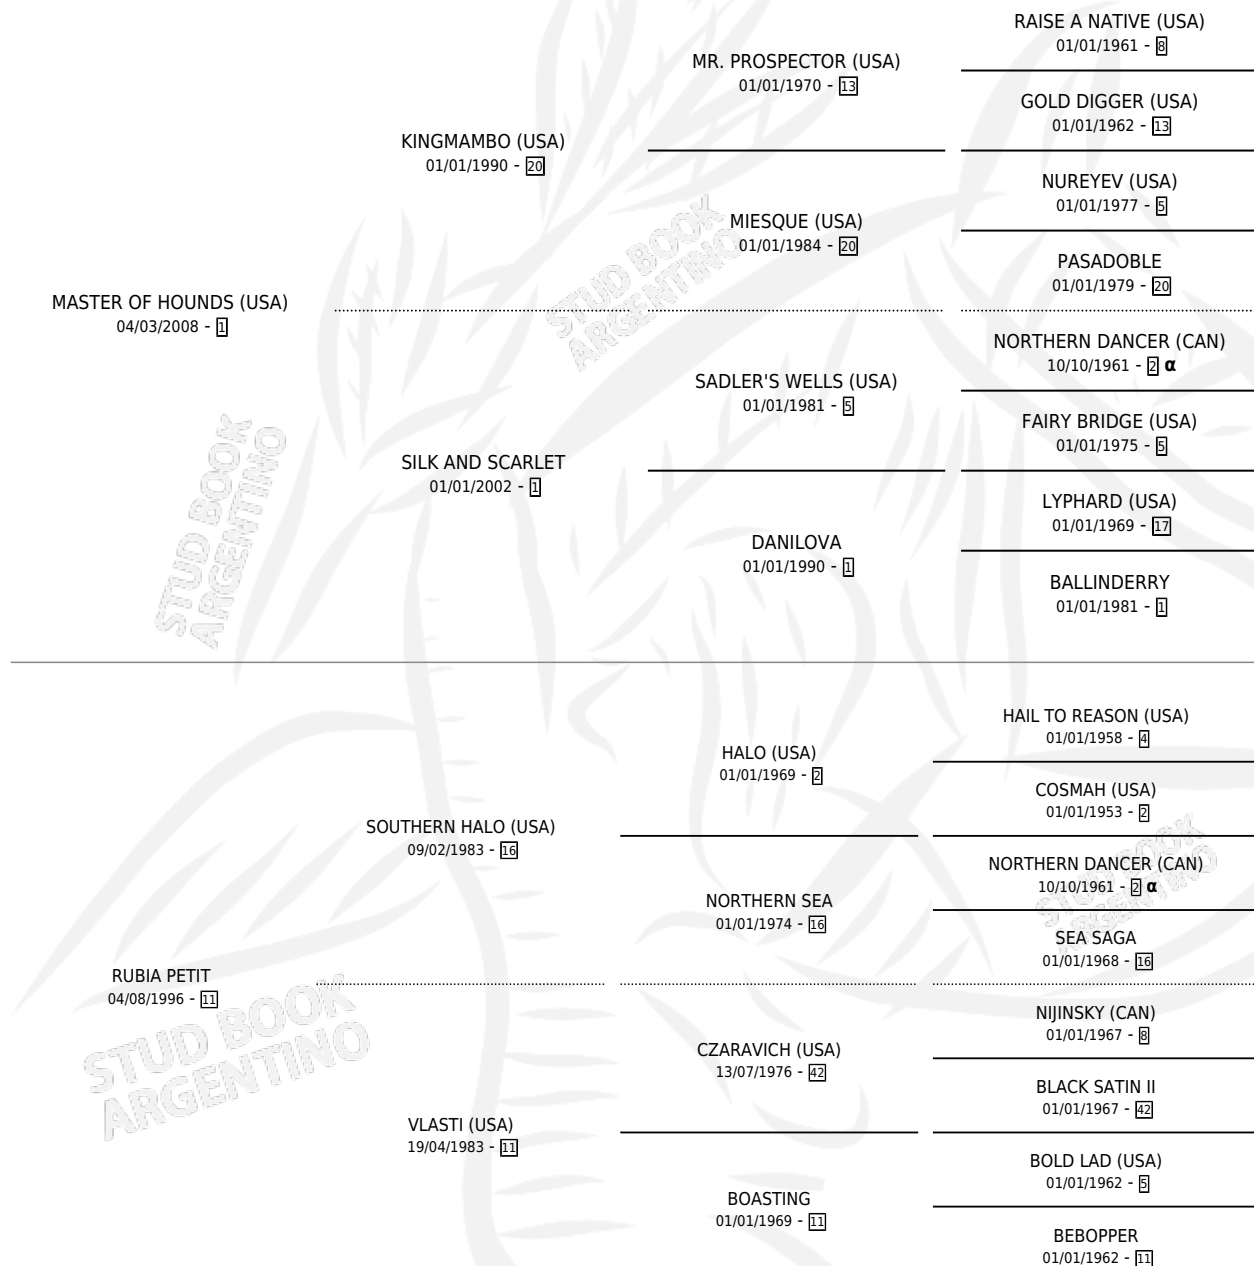 RAISE A NATIVE (USA)
01/01/1961 - 8
MR. PROSPECTOR (USA)
01/01/1970 - 13
GOLD DIGGER (USA)
01/01/1962 - 13
KINGMAMBO (USA)
01/01/1990 - 20
NUREYEV (USA)
01/01/1977 - 5
MIESQUE (USA)
01/01/1984 - 20
PASADOBLE
01/01/1979 - 20
MASTER OF HOUNDS (USA)
04/03/2008 - 1
NORTHERN DANCER (CAN)
10/10/1961 - 2 α
SADLER'S WELLS (USA)
01/01/1981 - 5
FAIRY BRIDGE (USA)
01/01/1975 - 5
SILK AND SCARLET
01/01/2002 - 1
LYPHARD (USA)
01/01/1969 - 17
DANILOVA
01/01/1990 - 1
BALLINDERRY
01/01/1981 - 1
HAIL TO REASON (USA)
01/01/1958 - 4
HALO (USA)
01/01/1969 - 2
COSMAH (USA)
01/01/1953 - 2
SOUTHERN HALO (USA)
09/02/1983 - 16
NORTHERN DANCER (CAN)
10/10/1961 - 2 α
NORTHERN SEA
01/01/1974 - 16
SEA SAGA
01/01/1968 - 16
RUBIA PETIT
04/08/1996 - 11
NIJINSKY (CAN)
01/01/1967 - 8
CZARAVICH (USA)
13/07/1976 - 42
BLACK SATIN II
01/01/1967 - 42
VLASTI (USA)
19/04/1983 - 11
BOLD LAD (USA)
01/01/1962 - 5
BOASTING
01/01/1969 - 11
BEBOPPER
01/01/1962 - 11
STUD BOOK
ARGENTINO
STUD BOOK
ARGENTINO
STUD BOOK
ARGENTINO
STUD BOOK
ARGENTINO